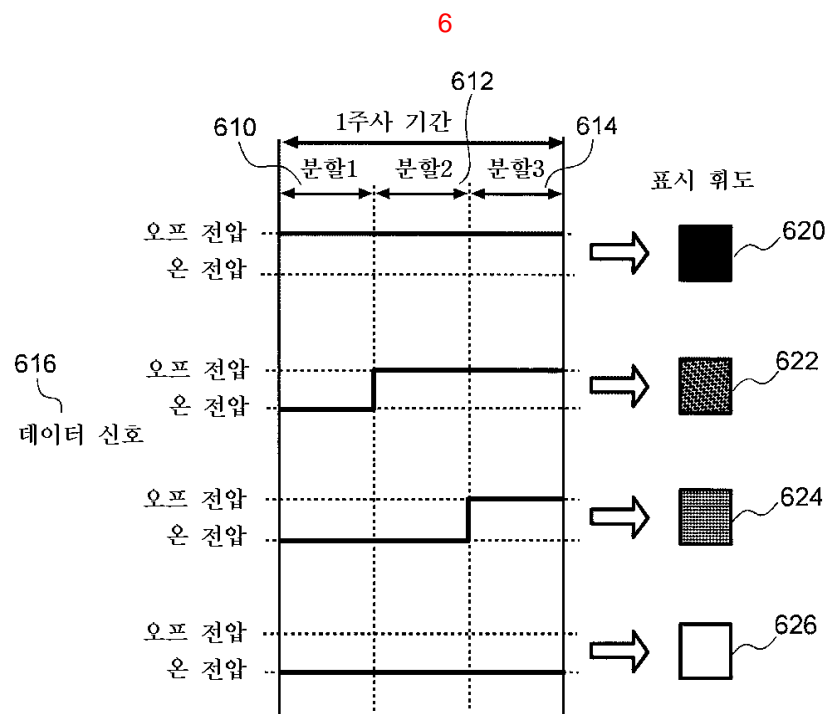 6
612
1주사 기간
610
614
분할1 분할2 분할3
표시 휘도
오프 전압
620
온 전압
616
오프 전압
622
온 전압
데이터 신호
오프 전압
624
온 전압
오프 전압
626
온 전압